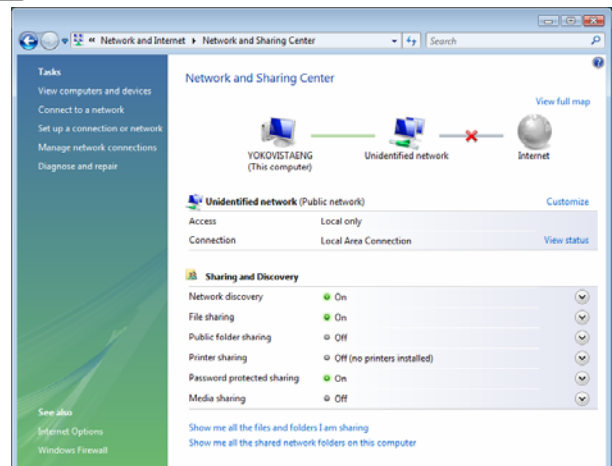 « Network and Internet ▸ Network and Sharing Center
Search
Tasks
View computers and devices
Connect to a network
Set up a connection or network
Manage network connections
Diagnose and repair
See also
Internet Options
Windows Firewall
Network and Sharing Center
View full map
YOKOVISTAENG
(This computer)
Unidentified network
Internet
Unidentified network (Public network) Customize
Access Local only
Connection Local Area Connection View status
Sharing and Discovery
Network discovery On
File sharing On
Public folder sharing Off
Printer sharing Off (no printers installed)
Password protected sharing On
Media sharing Off
Show me all the files and folders I am sharing
Show me all the shared network folders on this computer